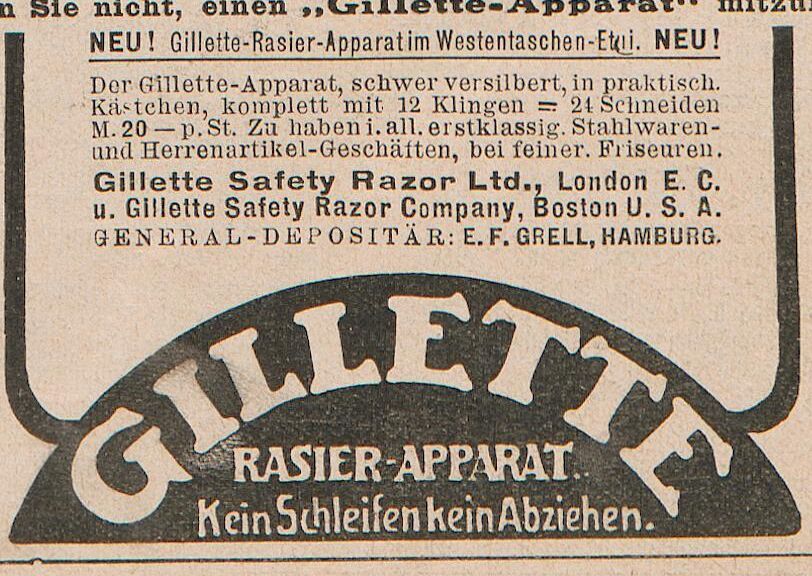 n Sie nicht, einen „Gillette-Apparat“ mitzu
NEU! Gillette-Rasier-Apparat im Westentaschen-Etui. NEU!
Der Gillette-Apparat, schwer versilbert, in praktisch.
Kästchen, komplett mit 12 Klingen = 24 Schneiden
M. 20 — p. St. Zu haben i. all. erstklassig. Stahlwaren-
und Herrenartikel-Geschäften, bei feiner. Friseuren.
Gillette Safety Razor Ltd., London E. C.
u. Gillette Safety Razor Company, Boston U. S. A.
GENERAL-DEPOSITÄR: E. F. GRELL, HAMBURG.
GILLETTE
RASIER-APPARAT.
Kein Schleifen kein Abziehen.